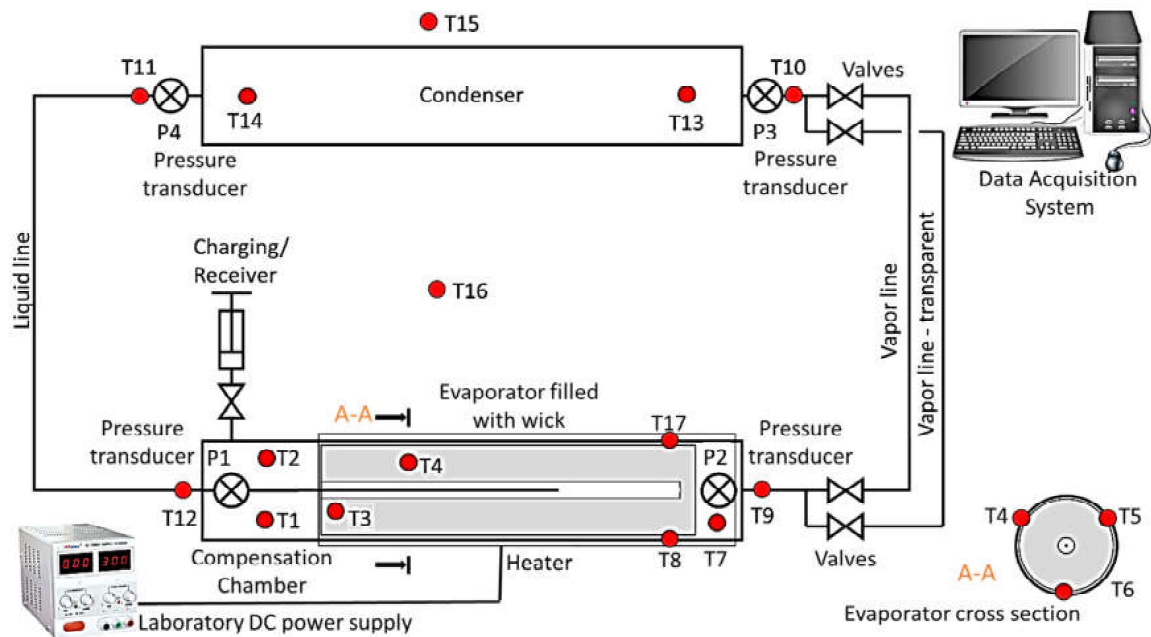 T15
T11
T10
Valves
Condenser
T14
T13
P4
P3
Pressure
transducer
Pressure
transducer
Data Acquisition
System
Charging/
Receiver
Liquid line
T16
Vapor line
Vapor line - transparent
Evaporator filled
with wick
A-A
T17
Pressure
transducer
P1
T2
T4
P2
Pressure
transducer
T12
T1
T3
T9
T8
T7
Compensation
Chamber
Heater
Valves
T4
T5
A-A
T6
Evaporator cross section
000
300
Laboratory DC power supply